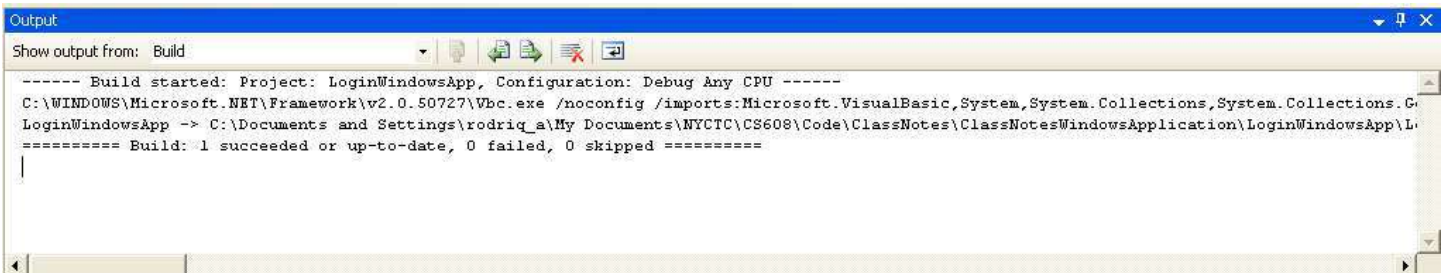 Output
Show output from: Build
------ Build started: Project: LoginWindowsApp, Configuration: Debug Any CPU ------
C:\WINDOWS\Microsoft.NET\Framework\v2.0.50727\Vbc.exe /noconfig /imports:Microsoft.VisualBasic,System,System.Collections,System.Collections.G
LoginWindowsApp -> C:\Documents and Settings\rodriq_a\My Documents\NYCTC\CS608\Code\ClassNotes\ClassNotesWindowsApplication\LoginWindowsApp\L
========== Build: 1 succeeded or up-to-date, 0 failed, 0 skipped ==========